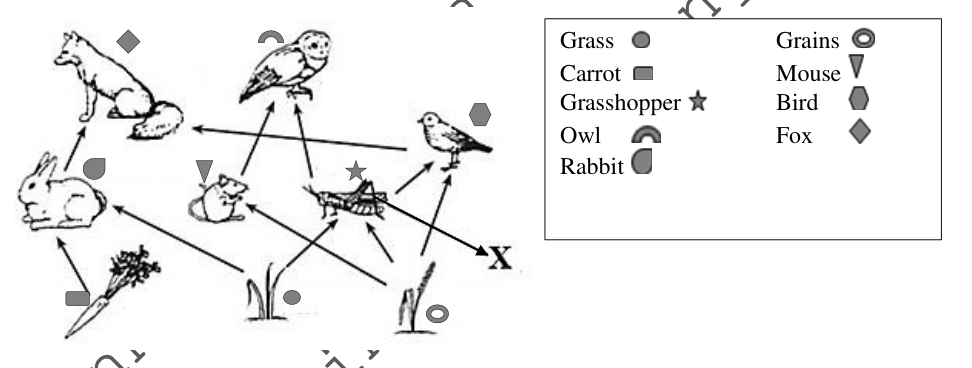 X
Grass
Carrot
Grasshopper
Owl
Rabbit
Grains
Mouse
Bird
Fox